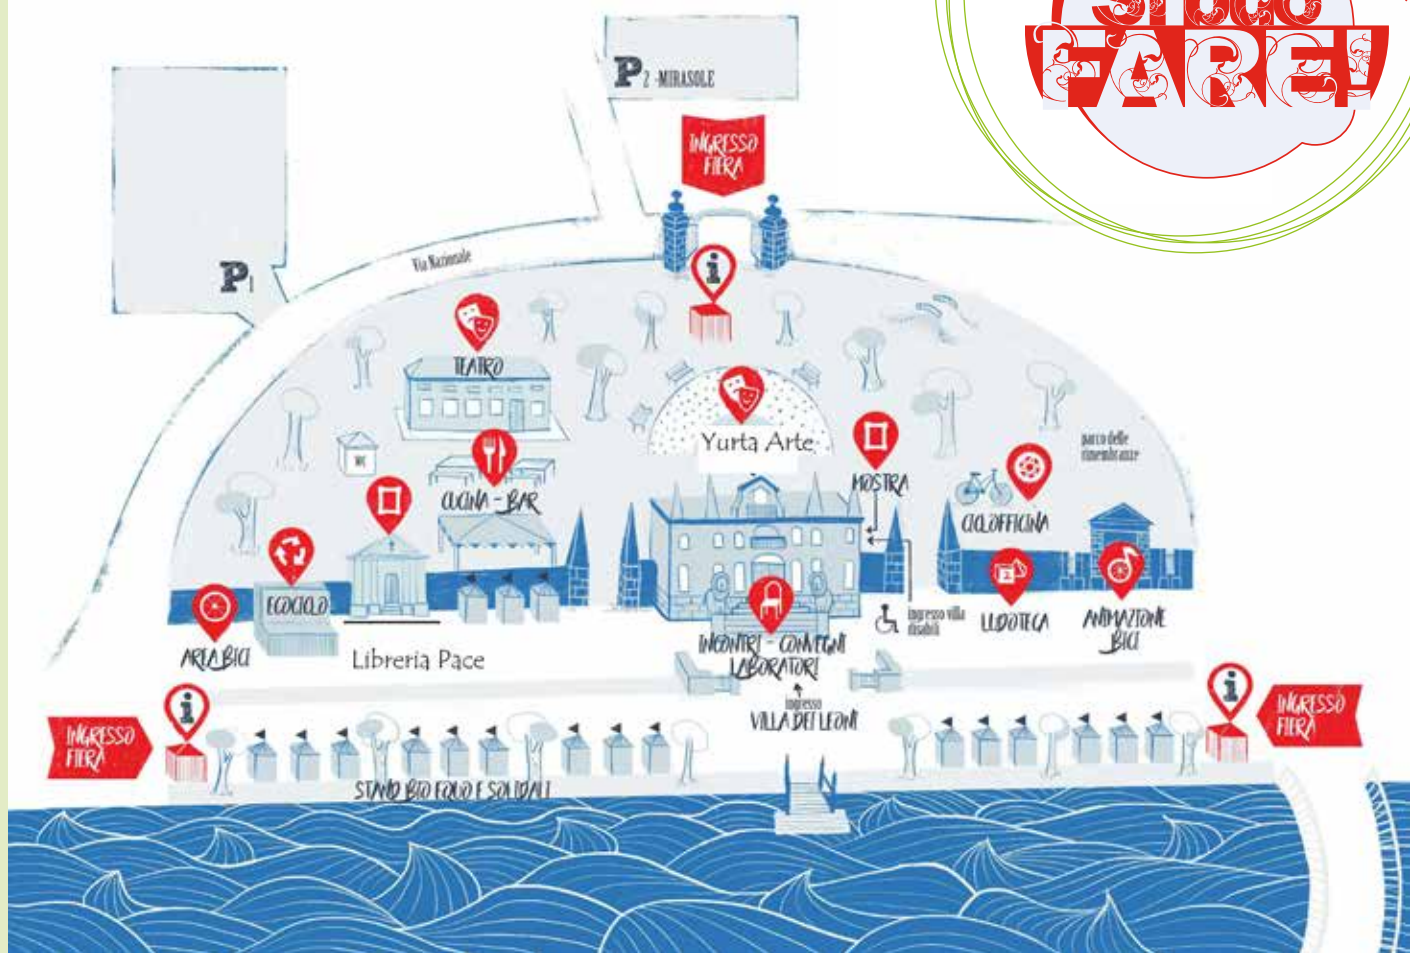 FARE!
P2 - MIRASOLE
INGRESSO
FIERA
P1
Via Nazionale
i
TEATRO
Yurta Arte
WC
CUCINA - BAR
MOSTRA
parco delle
rimembranze
CICLOFFICINA
ECOCICLO
AREA BICI
Libreria Pace
INCONTRI - CONVEGNI
LABORATORI
ingresso villa
disabili
LUDOTECA
ANIMAZIONE
BICI
ingresso
VILLA DEI LEONI
i
INGRESSO
FIERA
i
INGRESSO
FIERA
STAND BIO EQUO E SOLIDALI